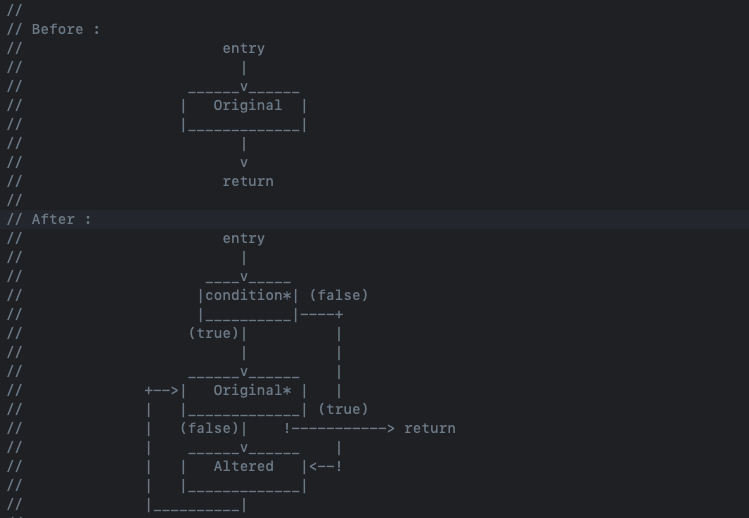 //
// Before :
//                         entry
//                           |
//                     ______v______
//                    |   Original  |
//                    |_____________|
//                           |
//                           v
//                         return
//
// After :
//                         entry
//                           |
//                       ____v_____
//                      |condition*| (false)
//                      |__________|----+
//                     (true)|          |
//                           |          |
//                     ______v______    |
//                +-->|   Original* |   |
//                |   |_____________| (true)
//                |   (false)|    !-----------> return
//                |    ______v______    |
//                |   |   Altered   |<--!
//                |   |_____________|
//                |__________|